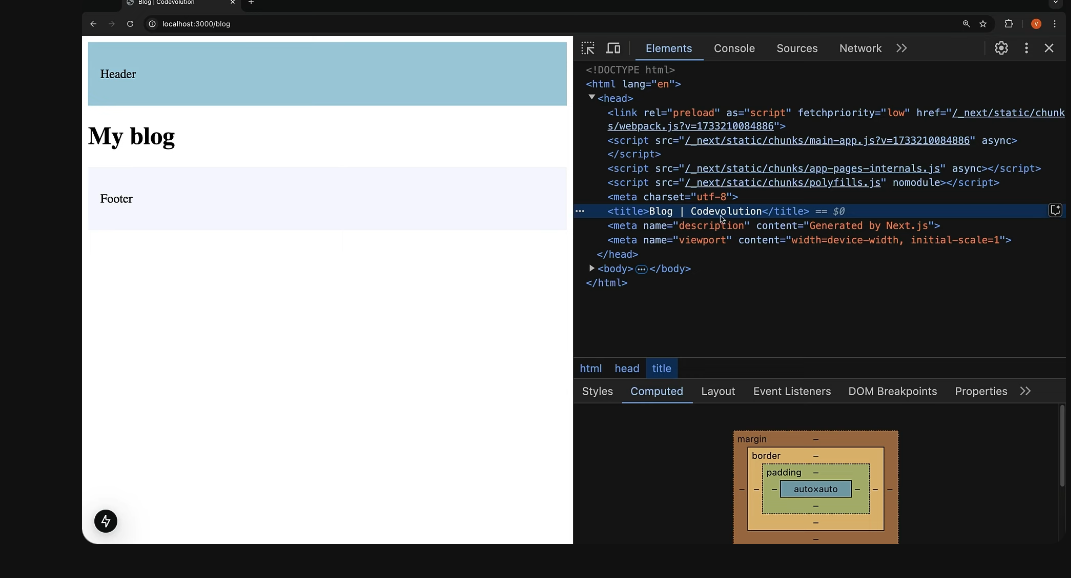 Blog | Codevolution
localhost:3000/blog
Header
My blog
Footer
Elements Console Sources Network
<!DOCTYPE html>
<html lang="en">
<head>
<link rel="preload" as="script" fetchpriority="low" href="/_next/static/chunk
s/webpack.js?v=1733210084886">
<script src="/_next/static/chunks/main-app.js?v=1733210084886" async>
</script>
<script src="/_next/static/chunks/app-pages-internals.js" async></script>
<script src="/_next/static/chunks/polyfills.js" nomodule></script>
<meta charset="utf-8">
<title>Blog | Codevolution</title> == $0
<meta name="description" content="Generated by Next.js">
<meta name="viewport" content="width=device-width, initial-scale=1">
</head>
<body>…</body>
</html>
html head title
Styles Computed Layout Event Listeners DOM Breakpoints Properties
margin –
border –
padding –
– – – auto×auto – – –
–
–
–
V